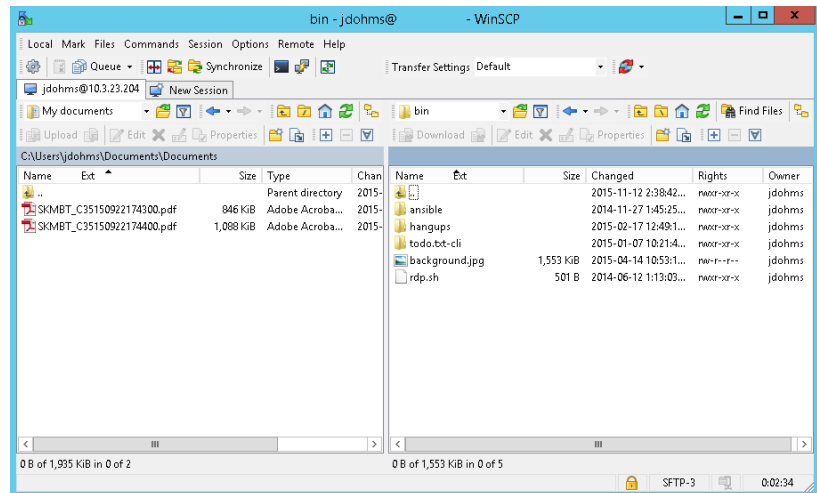 bin - jdohms@ - WinSCP
Local Mark Files Commands Session Options Remote Help
Queue Synchronize Transfer Settings Default
jdohms@10.3.23.204 New Session
My documents bin Find Files
Upload Edit Properties Download Edit Properties
C:\Users\jdohms\Documents\Documents
Name Ext Size Type Chan Name Ext Size Changed Rights Owner
.. Parent directory 2015- .. 2015-11-12 2:38:42... rwxr-xr-x jdohms
SKMBT_C35150922174300.pdf 846 KiB Adobe Acroba... 2015- ansible 2014-11-27 1:45:25... rwxr-xr-x jdohms
SKMBT_C35150922174400.pdf 1,088 KiB Adobe Acroba... 2015- hangups 2015-02-17 12:49:1... rwxr-xr-x jdohms
todo.txt-cli 2015-01-07 10:21:4... rwxr-xr-x jdohms
background.jpg 1,553 KiB 2015-04-14 10:53:1... rw-r--r-- jdohms
rdp.sh 501 B 2014-06-12 1:13:03... rwxr-xr-x jdohms
0 B of 1,935 KiB in 0 of 2 0 B of 1,553 KiB in 0 of 5
SFTP-3 0:02:34